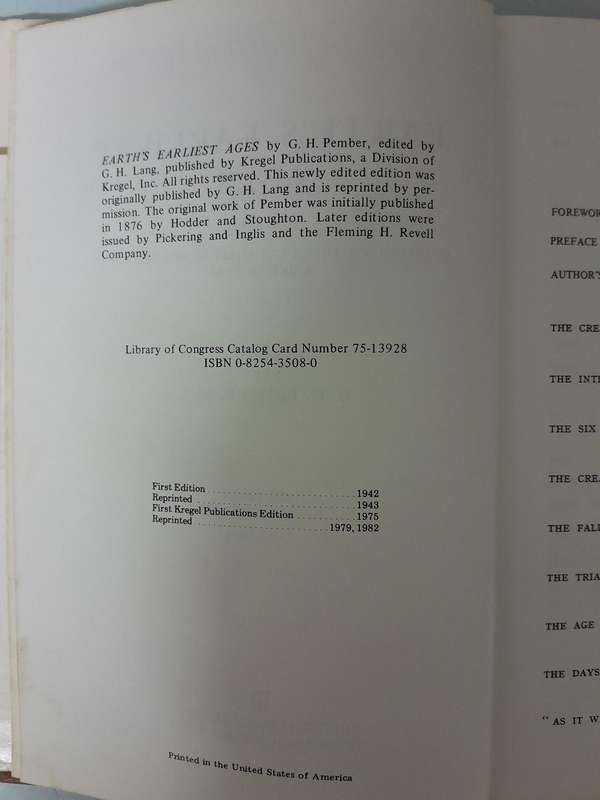 EARTH'S EARLIEST AGES by G. H. Pember, edited by
G. H. Lang, published by Kregel Publications, a Division of
Kregel, Inc. All rights reserved. This newly edited edition was
originally published by G. H. Lang and is reprinted by per-
mission. The original work of Pember was initially published
in 1876 by Hodder and Stoughton. Later editions were
issued by Pickering and Inglis and the Fleming H. Revell
Company.
Library of Congress Catalog Card Number 75-13928
ISBN 0-8254-3508-0
First Edition . . . . . . . . . . . . . . . . . . . . . . . . . . 1942
Reprinted . . . . . . . . . . . . . . . . . . . . . . . . . . . . 1943
First Kregel Publications Edition . . . . . . . . . . . 1975
Reprinted . . . . . . . . . . . . . . . . . . . . . . . . 1979, 1982
Printed in the United States of America
FOREWOR
PREFACE
AUTHOR'S
THE CRE
THE INT
THE SIX
THE CREA
THE FALL
THE TRIA
THE AGE
THE DAYS
"AS IT W